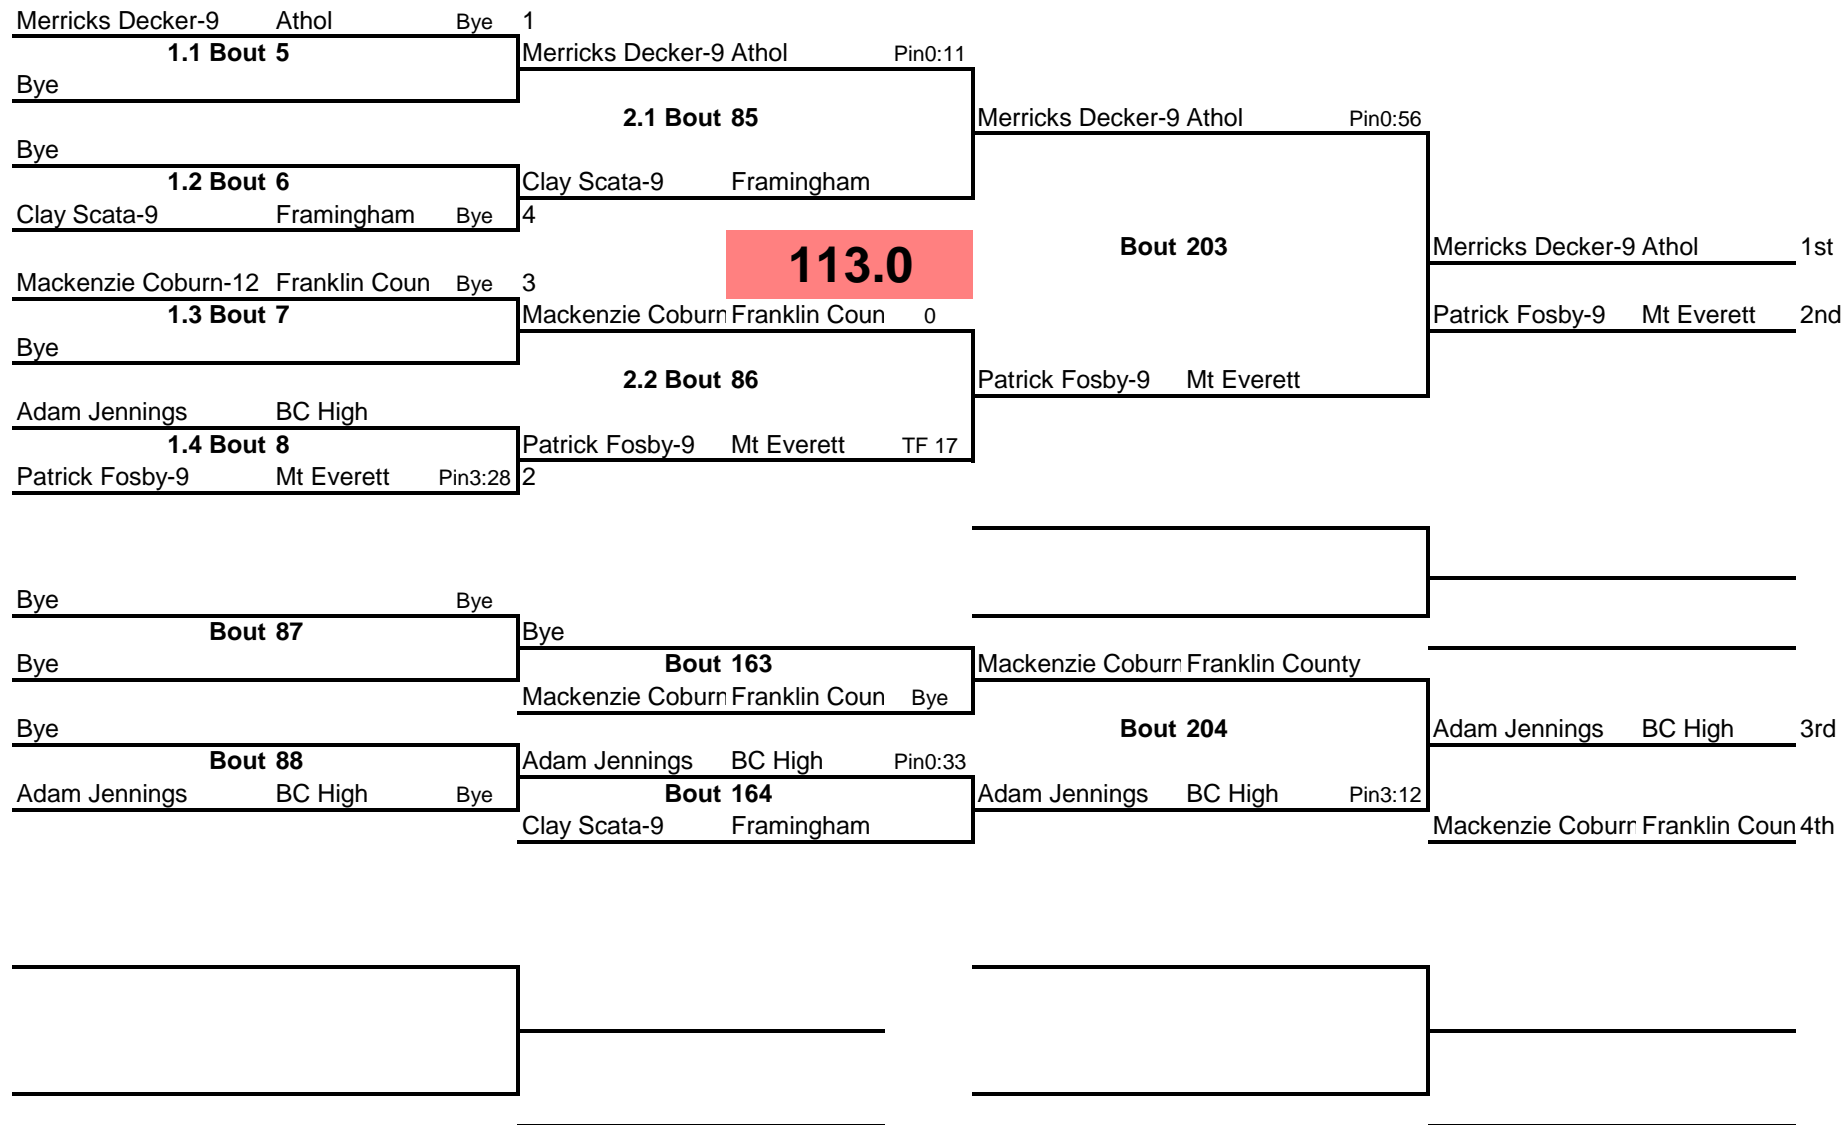 Merricks Decker-9 Athol Bye 1
1.1 Bout 5 Merricks Decker-9 Athol Pin0:11
Bye
2.1 Bout 85 Merricks Decker-9 Athol Pin0:56
Bye
1.2 Bout 6 Clay Scata-9 Framingham
Clay Scata-9 Framingham Bye 4
113.0 Bout 203 Merricks Decker-9 Athol 1st
Mackenzie Coburn-12 Franklin Coun Bye 3
1.3 Bout 7 Mackenzie Coburn Franklin Coun 0 Patrick Fosby-9 Mt Everett 2nd
Bye
2.2 Bout 86 Patrick Fosby-9 Mt Everett
Adam Jennings BC High
1.4 Bout 8 Patrick Fosby-9 Mt Everett TF 17
Patrick Fosby-9 Mt Everett Pin3:28 2
Bye Bye
Bout 87 Bye
Bye Bout 163 Mackenzie Coburn Franklin County
Mackenzie Coburn Franklin Coun Bye
Bye Bout 204 Adam Jennings BC High 3rd
Bout 88 Adam Jennings BC High Pin0:33
Adam Jennings BC High Bye Bout 164 Adam Jennings BC High Pin3:12
Clay Scata-9 Framingham Mackenzie Coburn Franklin Coun 4th